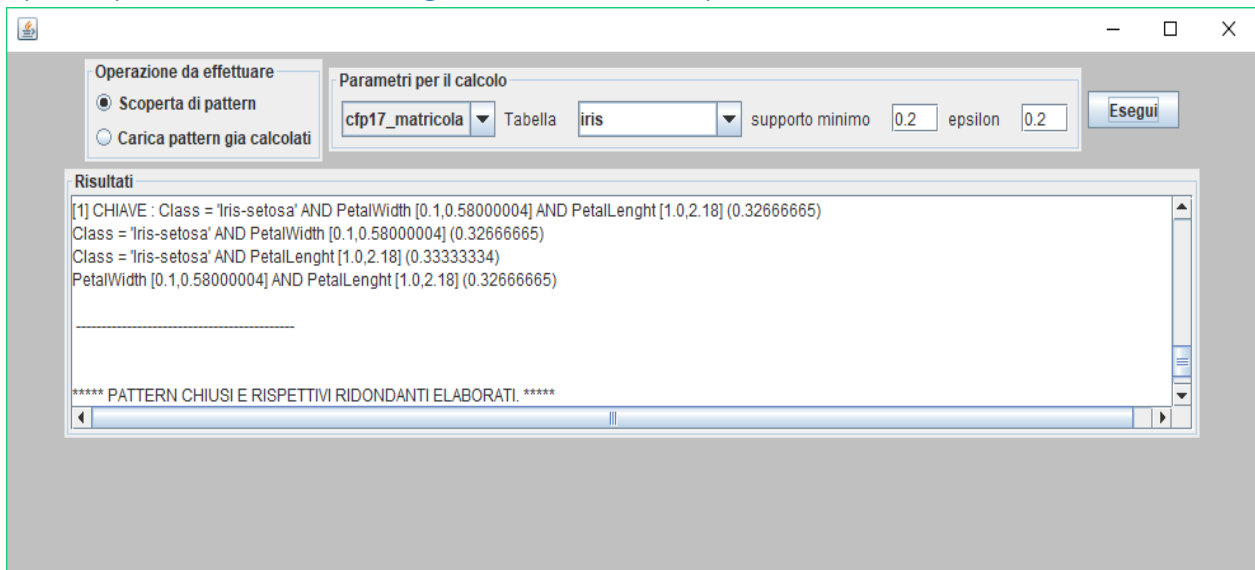 Operazione da effettuare
Scoperta di pattern
Carica pattern gia calcolati
Parametri per il calcolo
cfp17_matricola Tabella iris supporto minimo 0.2 epsilon 0.2
Esegui
Risultati
[1] CHIAVE : Class = 'Iris-setosa' AND PetalWidth [0.1,0.58000004] AND PetalLenght [1.0,2.18] (0.32666665)
Class = 'Iris-setosa' AND PetalWidth [0.1,0.58000004] (0.32666665)
Class = 'Iris-setosa' AND PetalLenght [1.0,2.18] (0.33333334)
PetalWidth [0.1,0.58000004] AND PetalLenght [1.0,2.18] (0.32666665)
-------------------------------------------
***** PATTERN CHIUSI E RISPETTIVI RIDONDANTI ELABORATI. *****